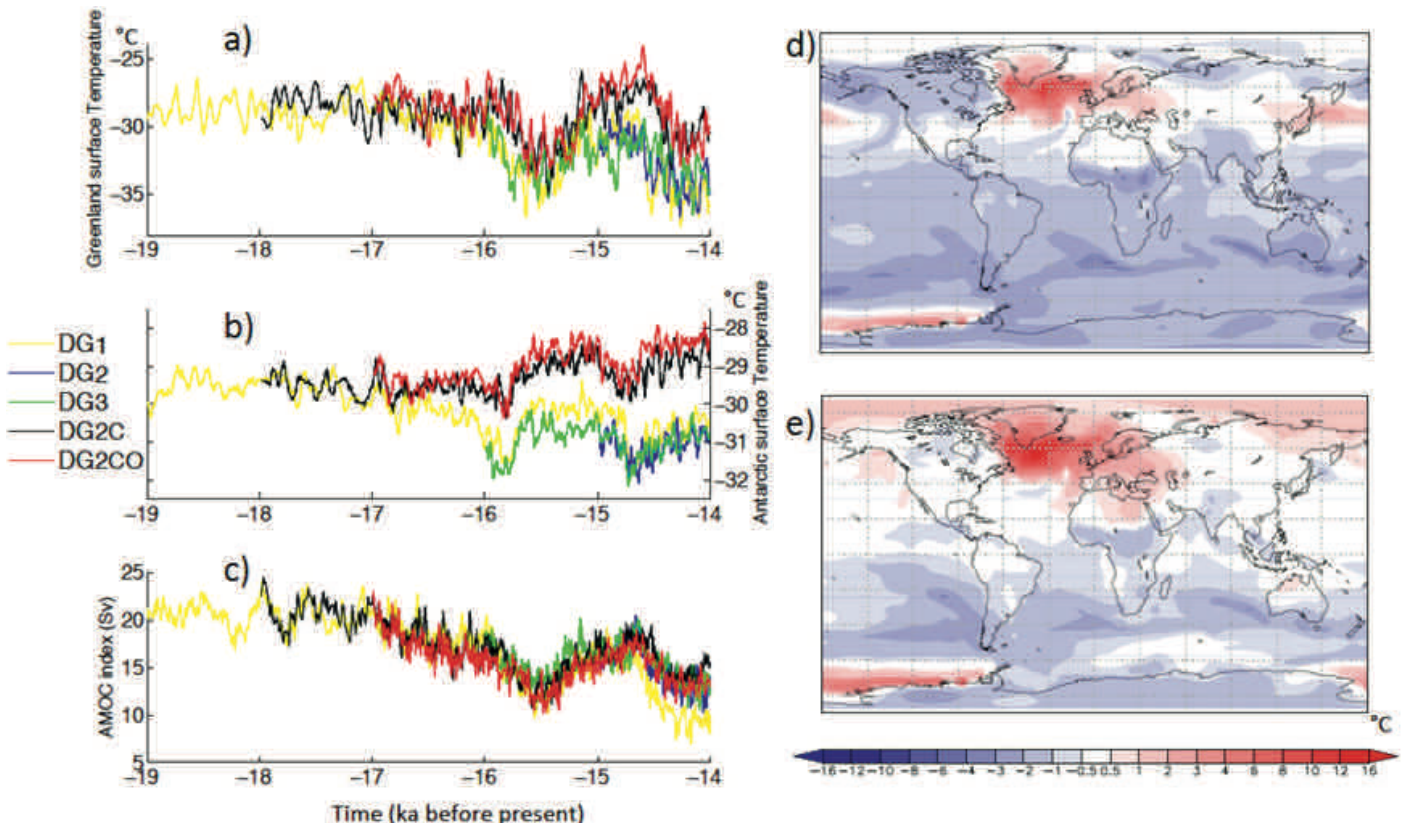 °C
a)
Greenland surface Temperature
−25
−30
−35
−19
−18
−17
−16
−15
−14
b)
°C
Antarctic surface Temperature
−28
−29
−30
−31
−32
−19
−18
−17
−16
−15
−14
DG1
DG2
DG3
DG2C
DG2CO
c)
AMOC index (Sv)
25
20
15
10
5
−19
−18
−17
−16
−15
−14
Time (ka before present)
d)
e)
°C
−16 −12 −10 −8 −6 −4 −3 −2 −1 −0.5 0.5 1 2 3 4 6 8 10 12 16